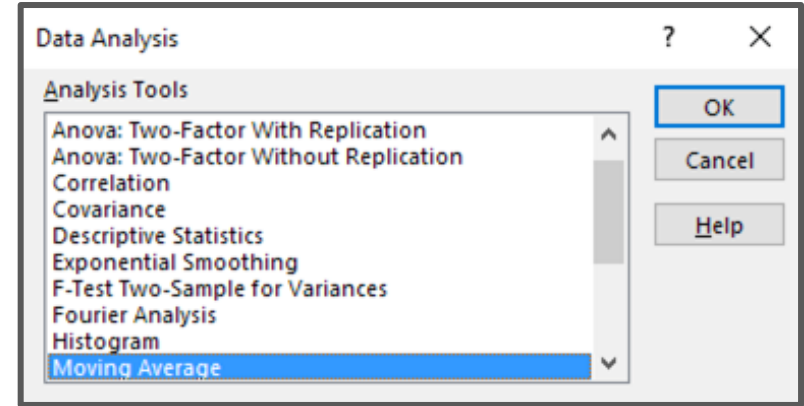 Data Analysis
?
Analysis Tools
Anova: Two-Factor With Replication
Anova: Two-Factor Without Replication
Correlation
Covariance
Descriptive Statistics
Exponential Smoothing
F-Test Two-Sample for Variances
Fourier Analysis
Histogram
Moving Average
OK
Cancel
Help